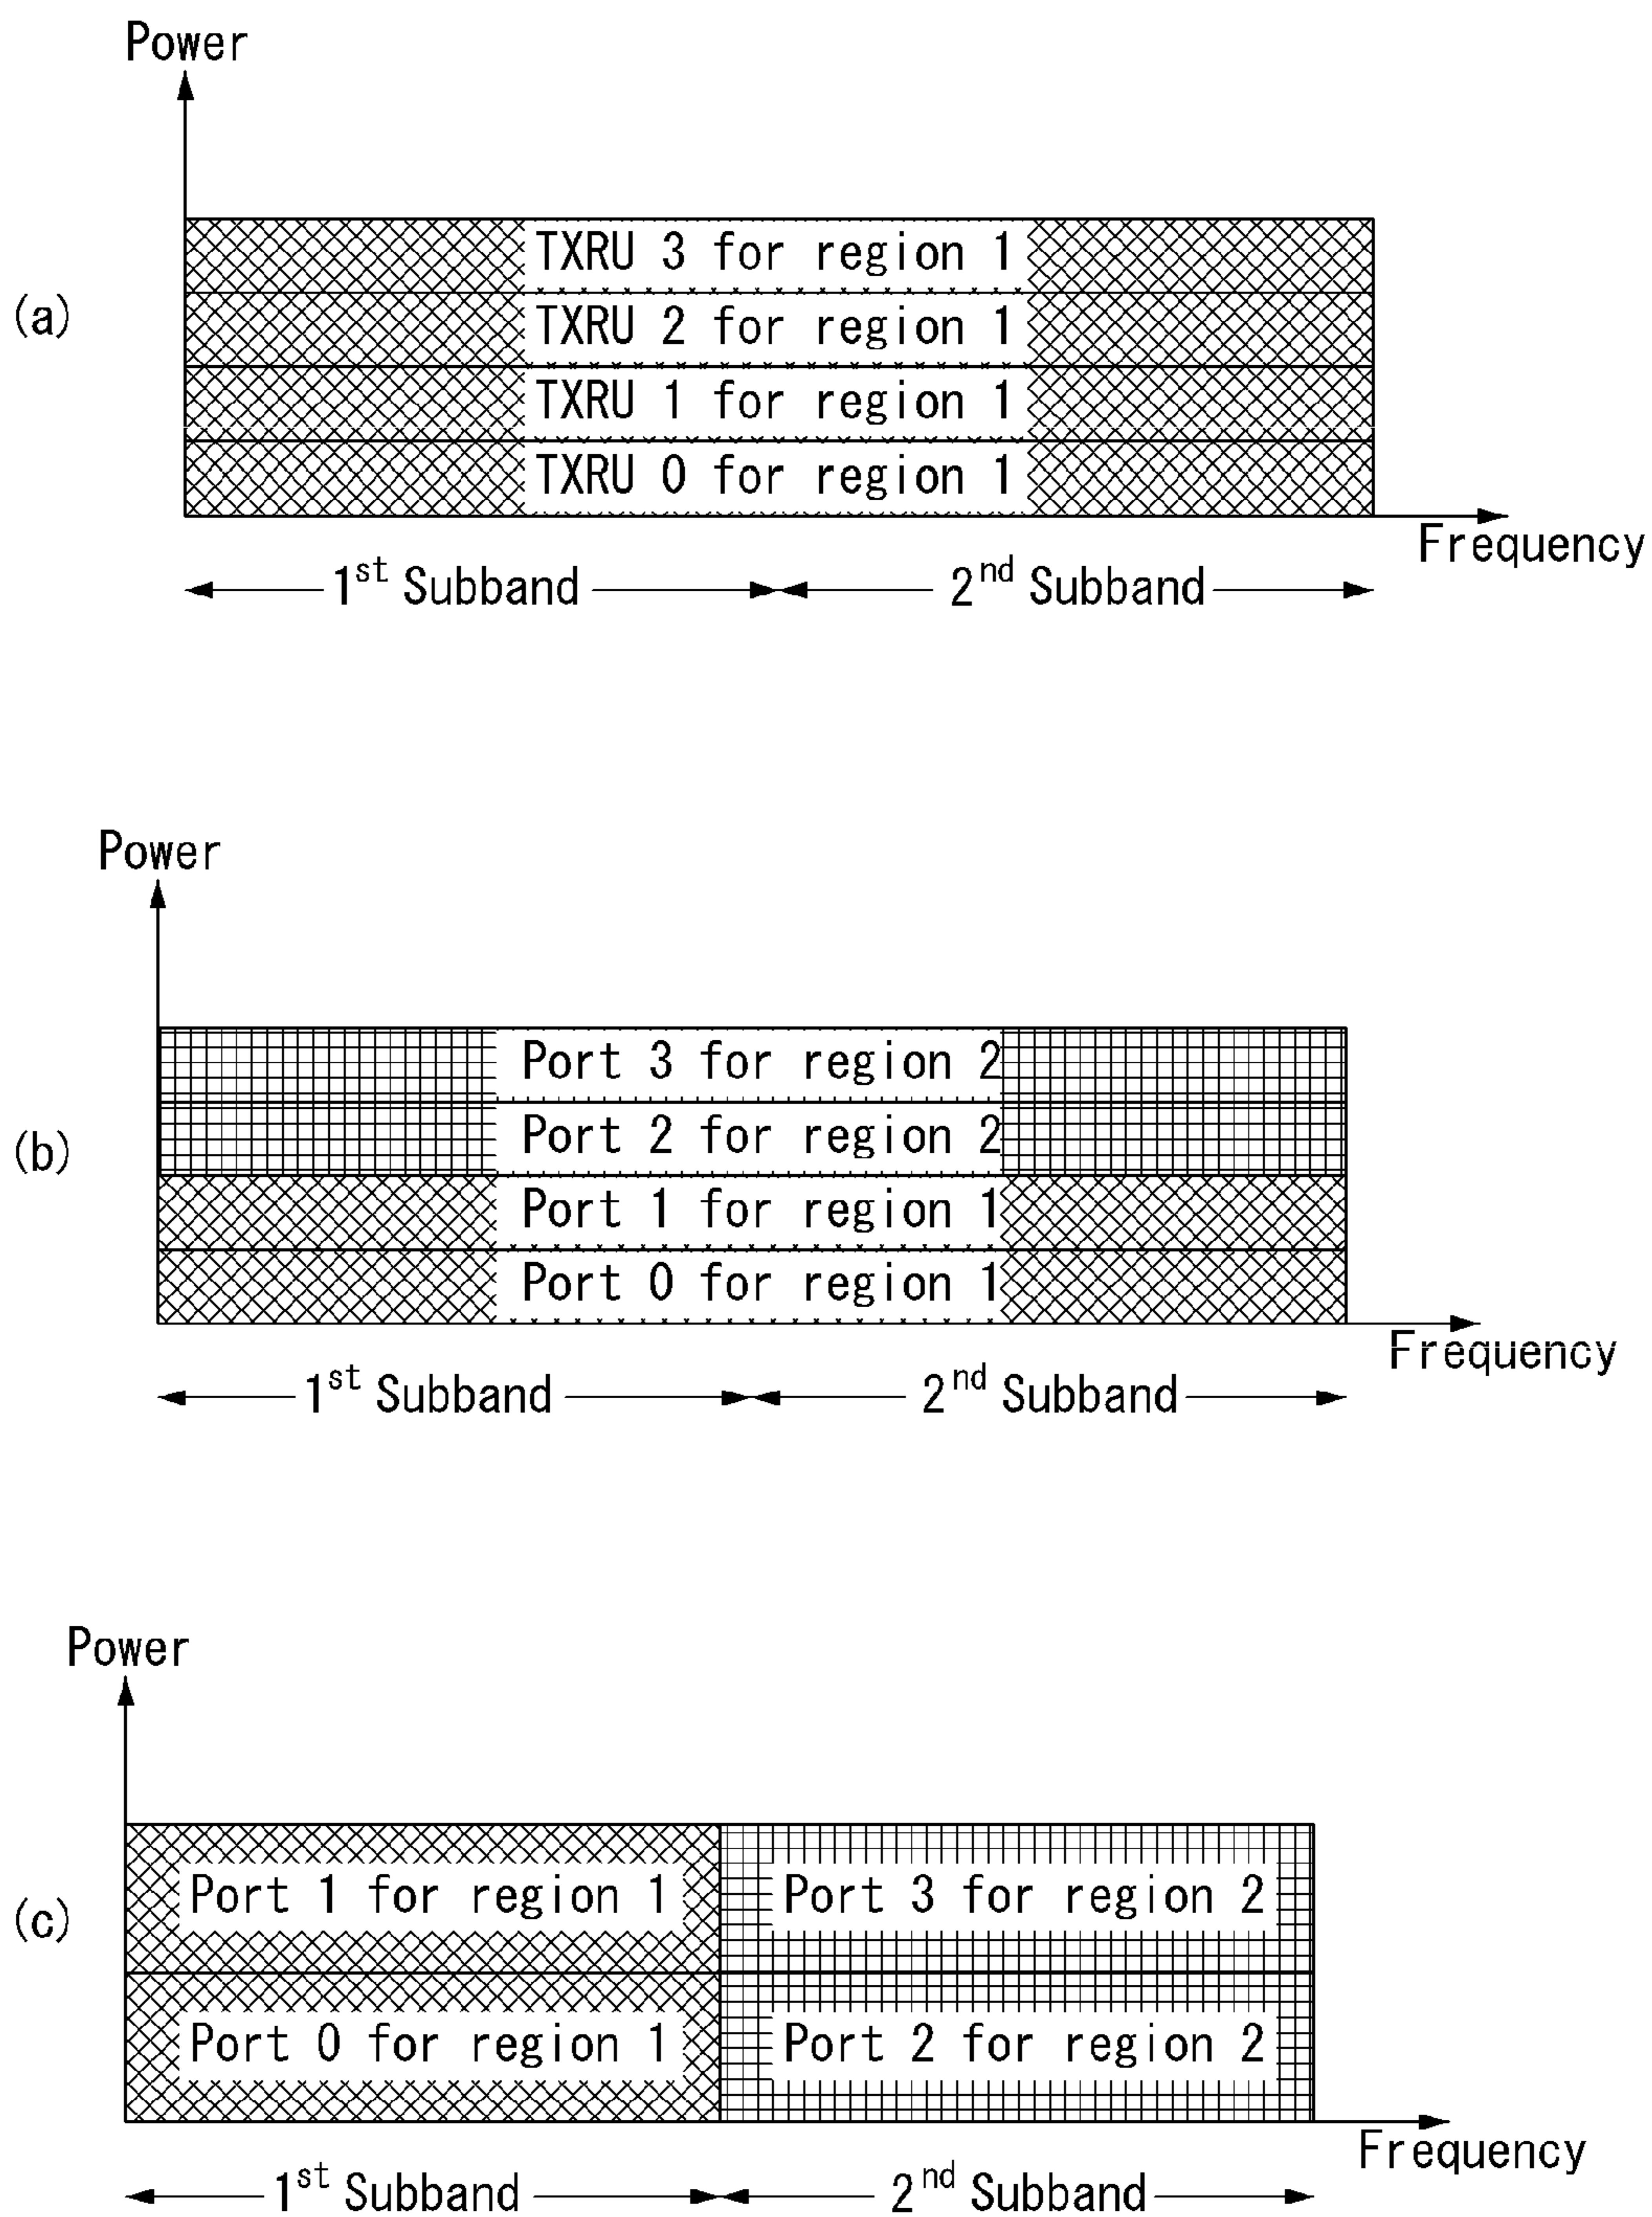 Power
(a)
TXRU 3 for region 1
TXRU 2 for region 1
TXRU 1 for region 1
TXRU 0 for region 1
Frequency
1st Subband
2nd Subband
Power
(b)
Port 3 for region 2
Port 2 for region 2
Port 1 for region 1
Port 0 for region 1
Frequency
1st Subband
2nd Subband
Power
(c)
Port 1 for region 1
Port 3 for region 2
Port 0 for region 1
Port 2 for region 2
Frequency
1st Subband
2nd Subband